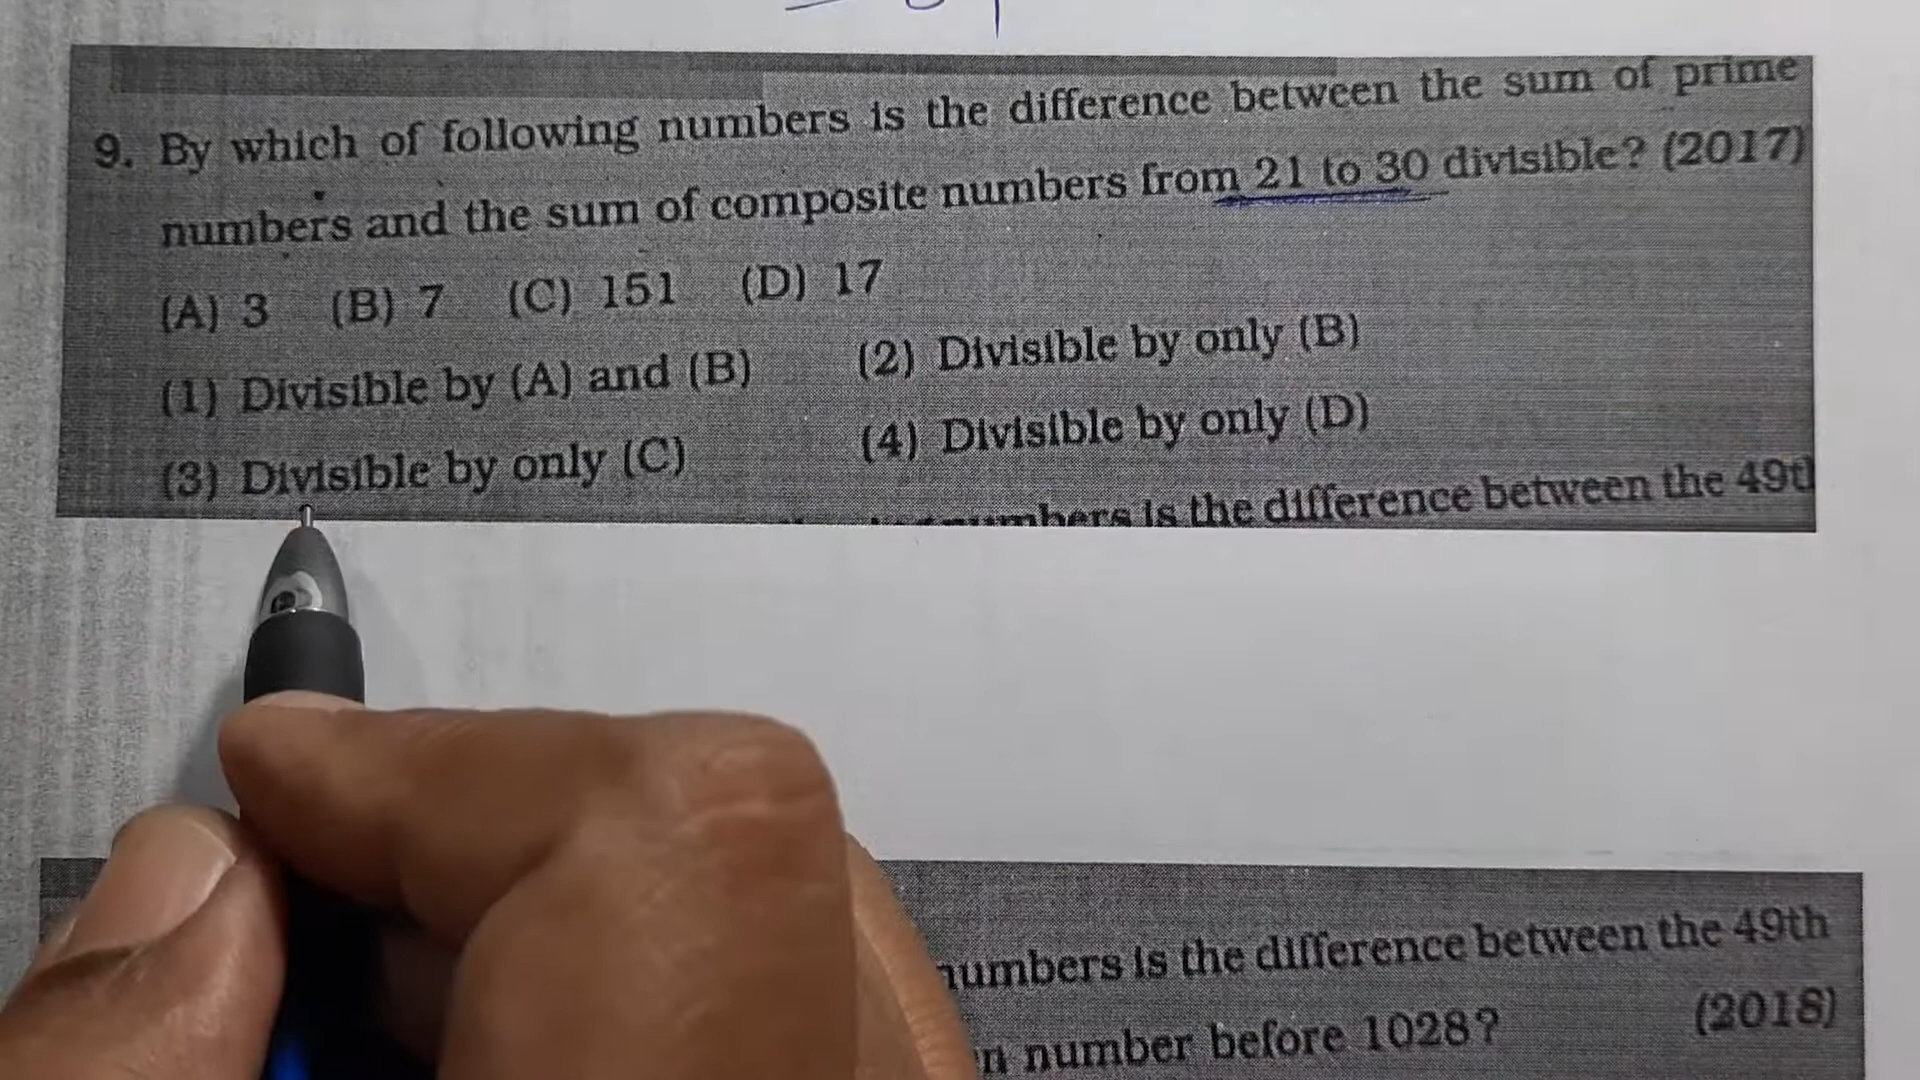 9. By which of following numbers is the difference between the sum of prime
numbers and the sum of composite numbers from 21 to 30 divisible? (2017)
(A) 3 (B) 7 (C) 151 (D) 17
(1) Divisible by (A) and (B) (2) Divisible by only (B)
(3) Divisible by only (C) (4) Divisible by only (D)
numbers is the difference between the 49th
numbers is the difference between the 49th
number before 1028? (2018)